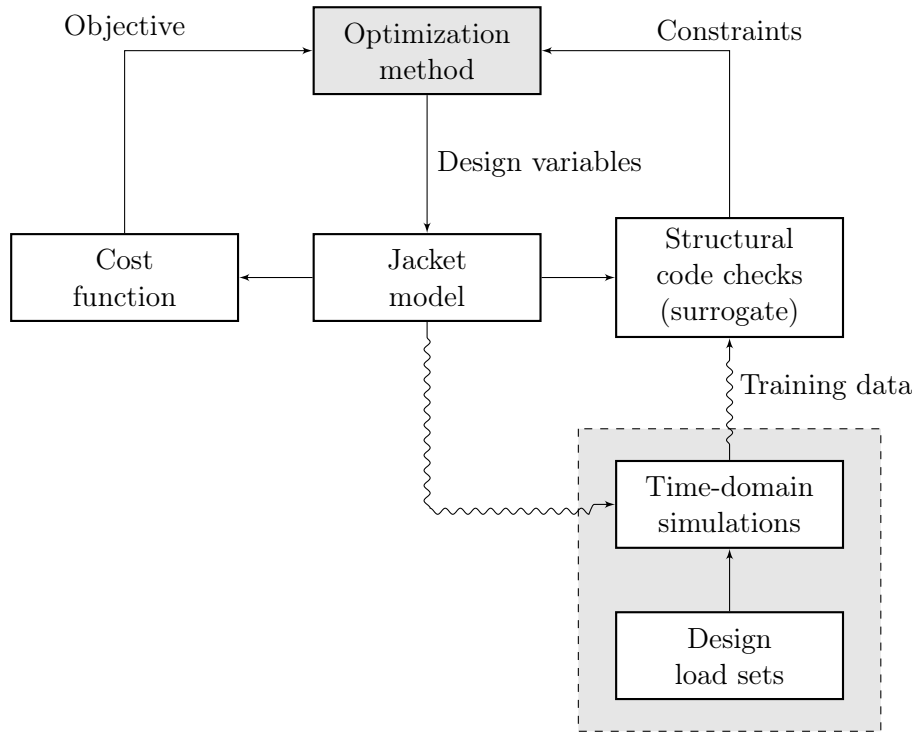 Objective
Optimization
method
Constraints
Design variables
Cost
function
Jacket
model
Structural
code checks
(surrogate)
Training data
Time-domain
simulations
Design
load sets